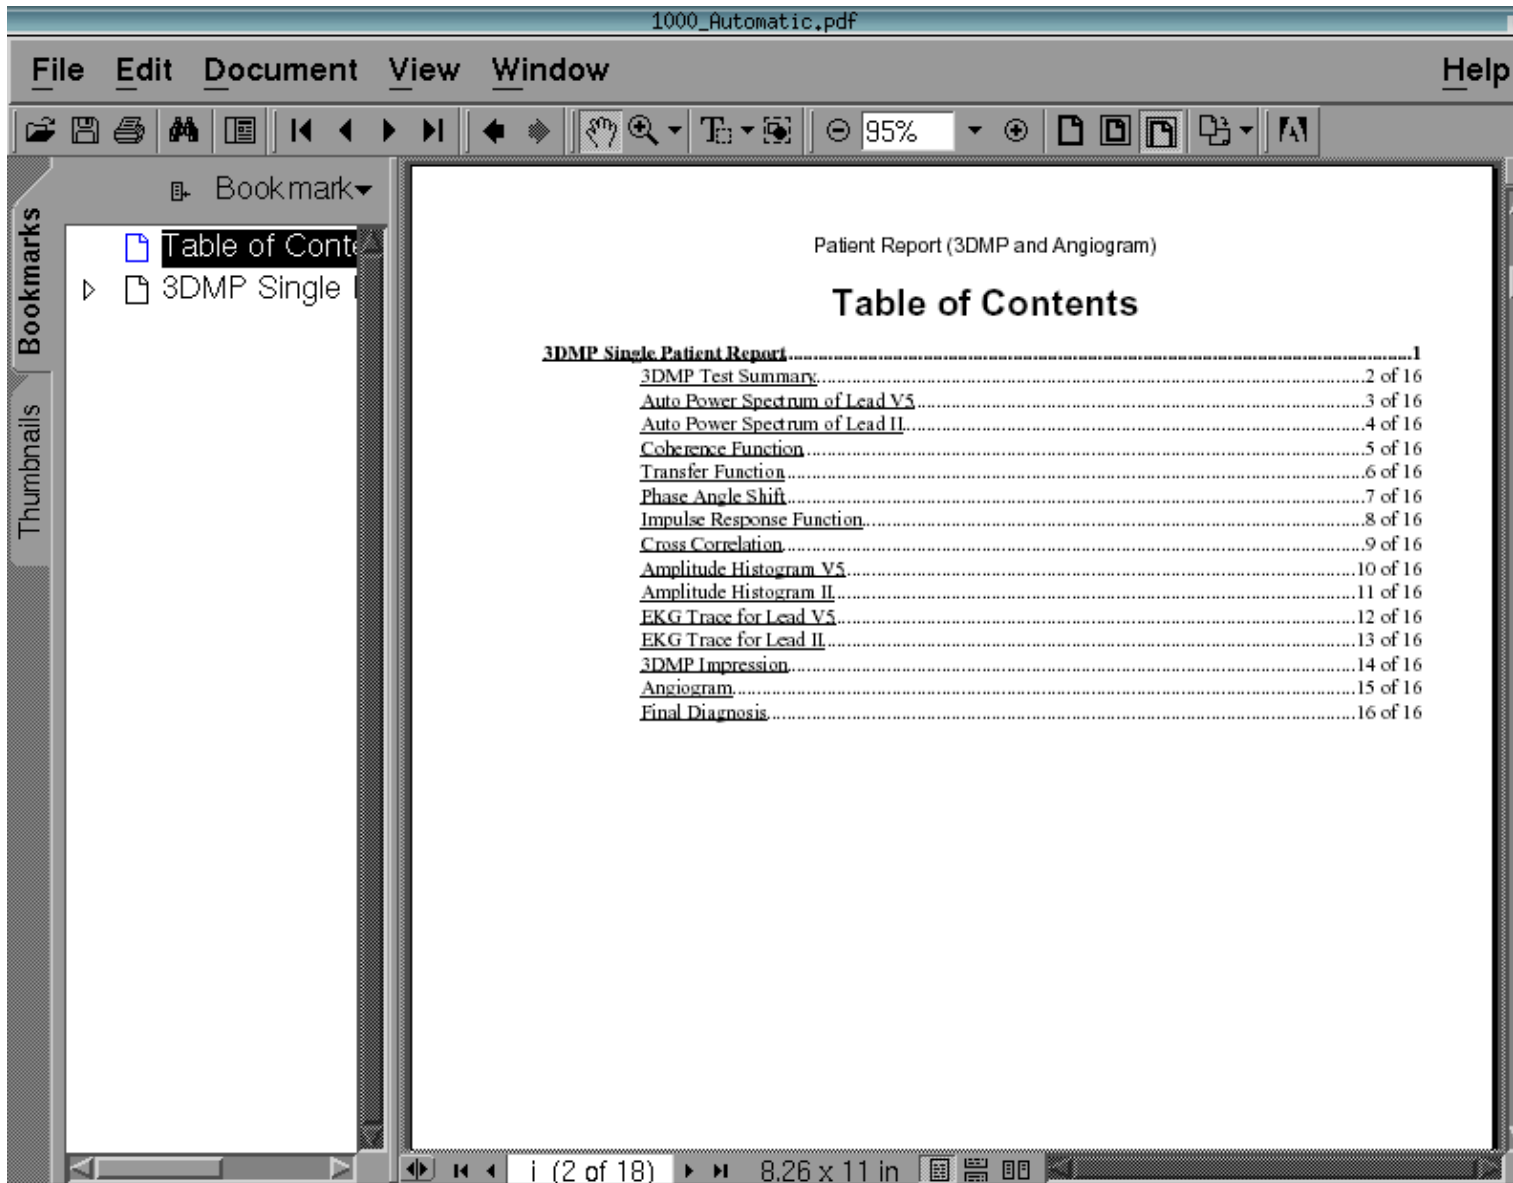 1000_Automatic.pdf
File Edit Document View Window Help
95%
Bookmarks
Thumbnails
Bookmark
Table of Conte
3DMP Single
Patient Report (3DMP and Angiogram)
Table of Contents
3DMP Single Patient Report 1
3DMP Test Summary 2 of 16
Auto Power Spectrum of Lead V5 3 of 16
Auto Power Spectrum of Lead II 4 of 16
Coherence Function 5 of 16
Transfer Function 6 of 16
Phase Angle Shift 7 of 16
Impulse Response Function 8 of 16
Cross Correlation 9 of 16
Amplitude Histogram V5 10 of 16
Amplitude Histogram II 11 of 16
EKG Trace for Lead V5 12 of 16
EKG Trace for Lead II 13 of 16
3DMP Impression 14 of 16
Angiogram 15 of 16
Final Diagnosis 16 of 16
i (2 of 18) 8.26 x 11 in